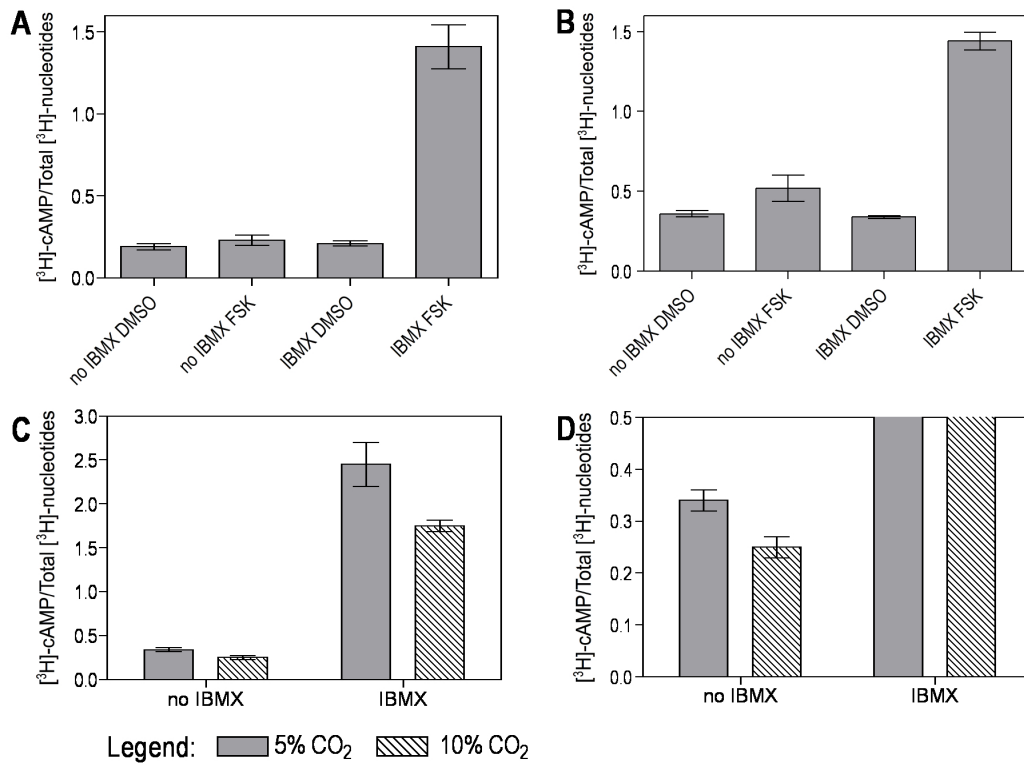 A
[³H]-cAMP/Total [³H]-nucleotides
1.5
1.0
0.5
0.0
no IBMX DMSO
no IBMX FSK
IBMX DMSO
IBMX FSK
B
[³H]-cAMP/Total [³H]-nucleotides
1.5
1.0
0.5
0.0
no IBMX DMSO
no IBMX FSK
IBMX DMSO
IBMX FSK
C
[³H]-cAMP/Total [³H]-nucleotides
3.0
2.5
2.0
1.5
1.0
0.5
0.0
no IBMX
IBMX
D
[³H]-cAMP/Total [³H]-nucleotides
0.5
0.4
0.3
0.2
0.1
0.0
no IBMX
IBMX
Legend: 5% CO₂ 10% CO₂